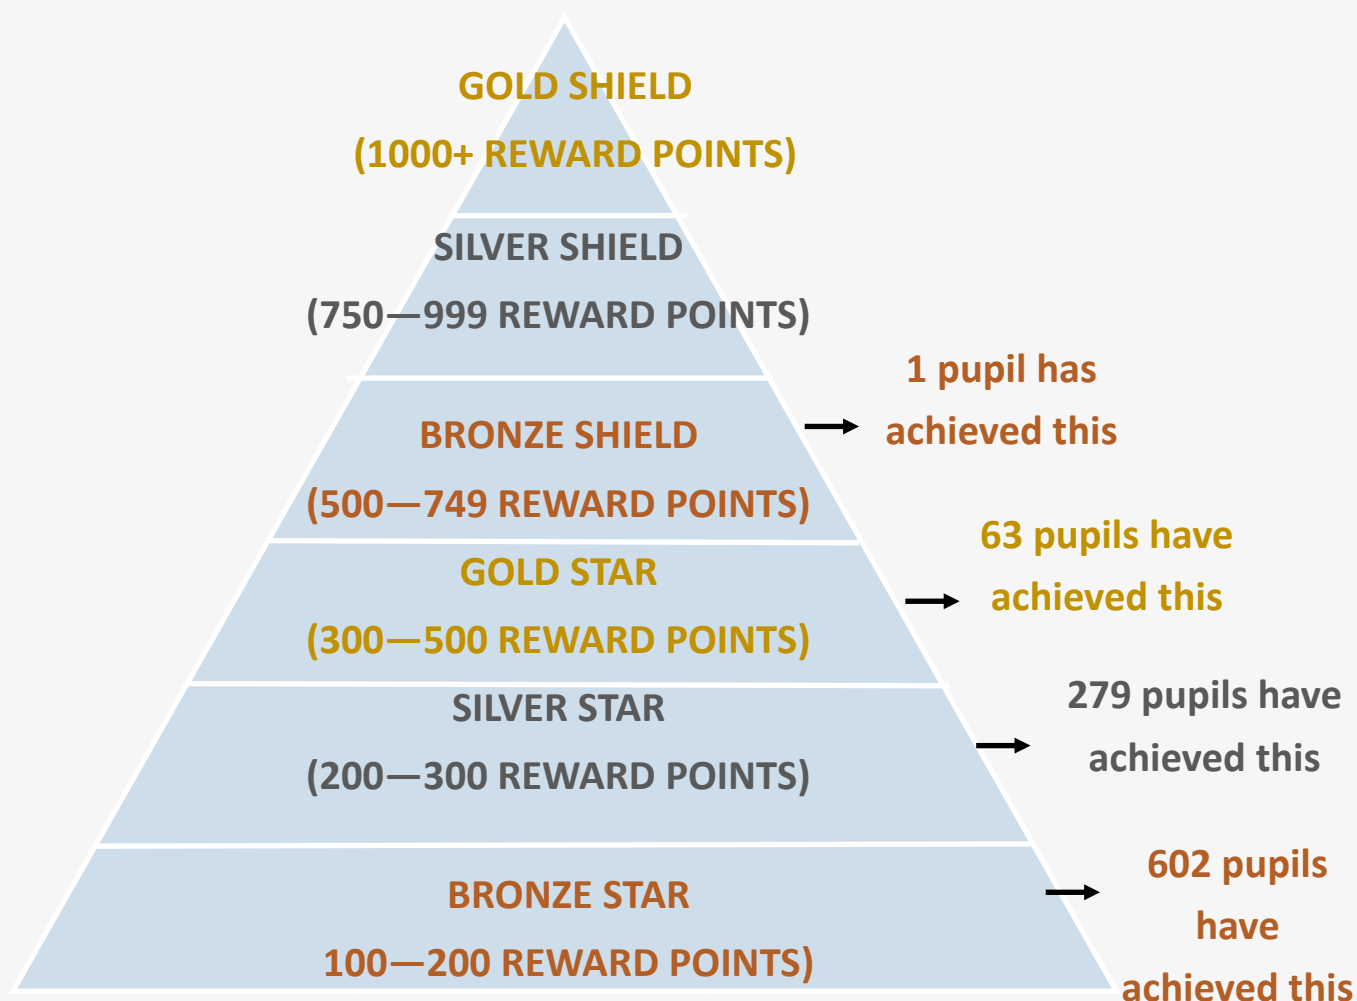 GOLD SHIELD
(1000+ REWARD POINTS)
SILVER SHIELD
(750—999 REWARD POINTS)
1 pupil has
achieved this
BRONZE SHIELD
(500—749 REWARD POINTS)
63 pupils have
achieved this
GOLD STAR
(300—500 REWARD POINTS)
279 pupils have
achieved this
SILVER STAR
(200—300 REWARD POINTS)
602 pupils
have
achieved this
BRONZE STAR
100—200 REWARD POINTS)